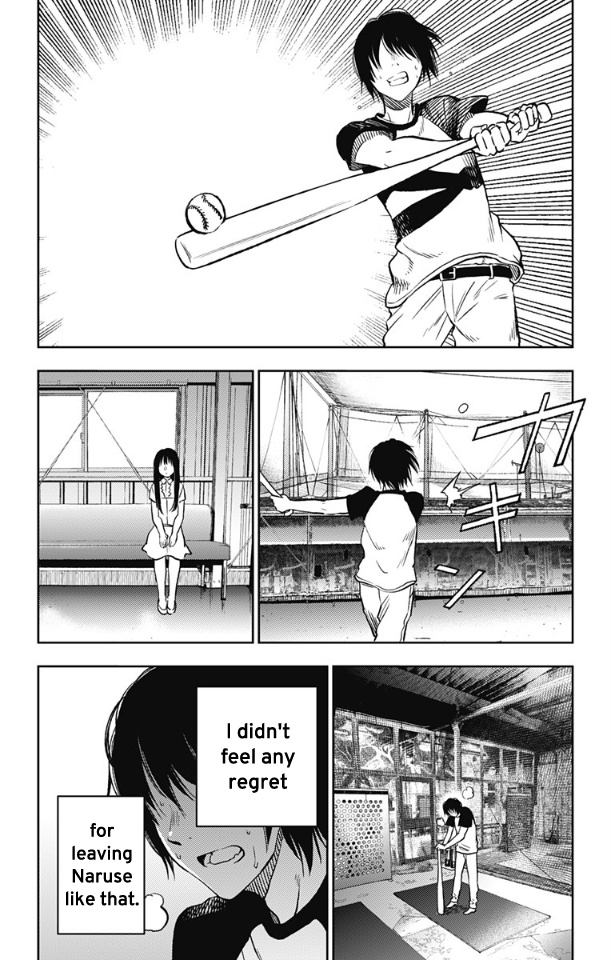 カキーン
I didn't
feel any
regret
for
leaving
Naruse
like that.